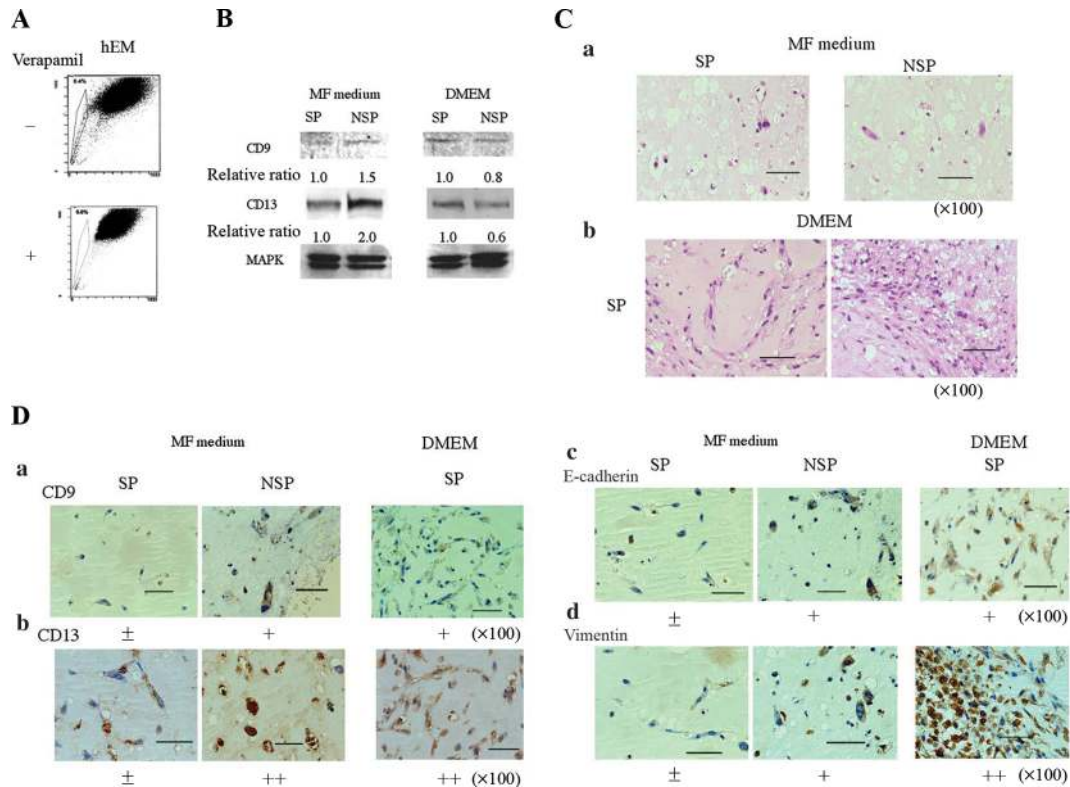 A
hEM
Verapamil
−
+
B
MF medium DMEM
SP NSP SP NSP
CD9
Relative ratio 1.0 1.5 1.0 0.8
CD13
Relative ratio 1.0 2.0 1.0 0.6
MAPK
C
a MF medium
SP NSP
(×100)
b DMEM
SP
(×100)
D
MF medium DMEM
a SP NSP SP
CD9
± + + (×100)
b
CD13
± ++ ++ (×100)
MF medium DMEM
c SP NSP SP
E-cadherin
± + + (×100)
d
Vimentin
± + ++ (×100)